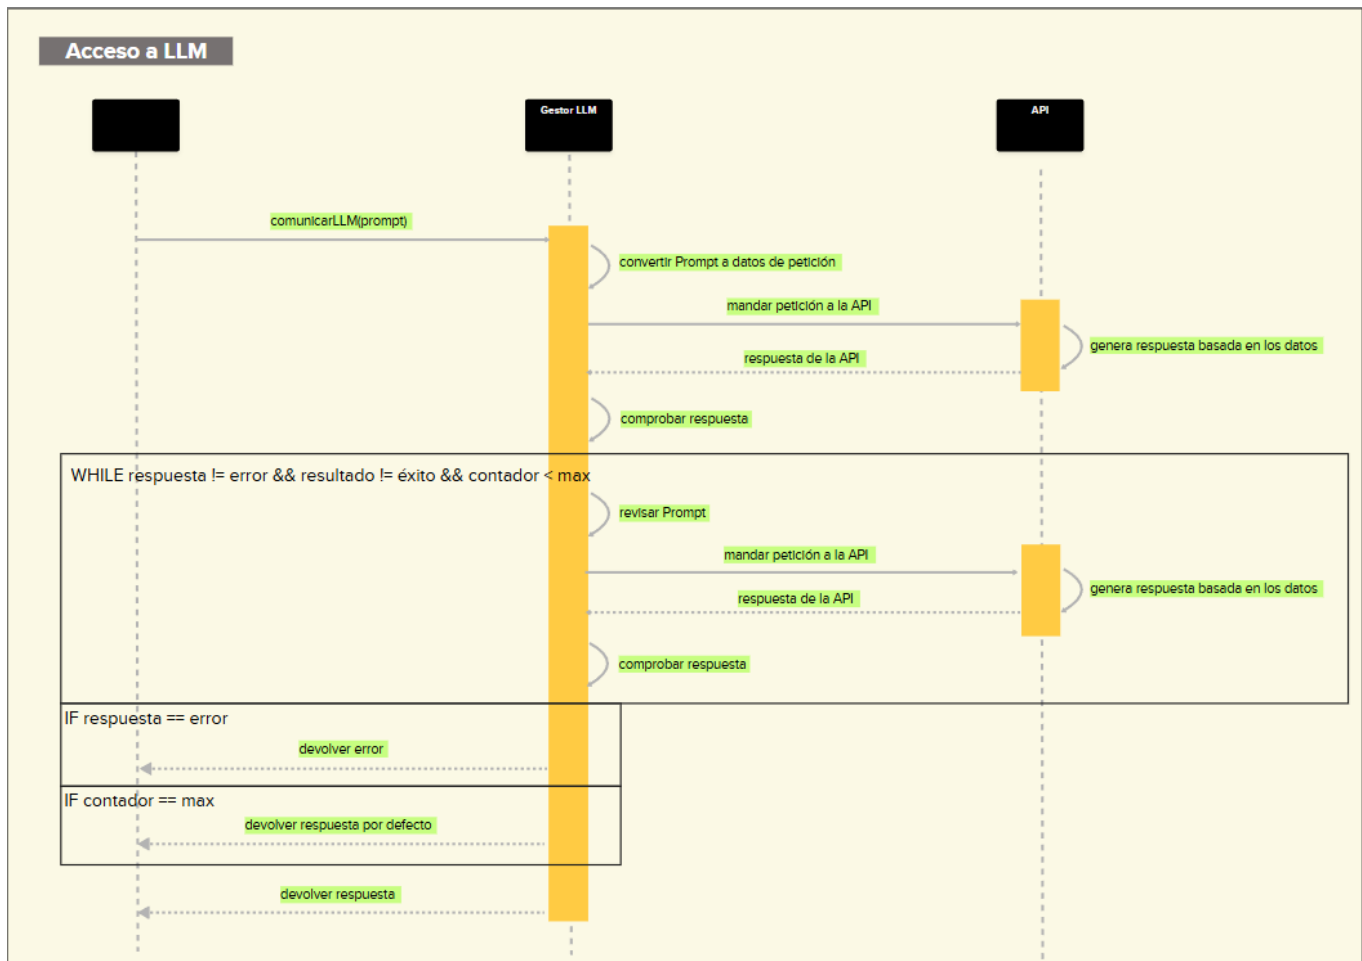 Acceso a LLM
Gestor LLM
API
comunicarLLM(prompt)
convertir Prompt a datos de petición
mandar petición a la API
genera respuesta basada en los datos
respuesta de la API
comprobar respuesta
WHILE respuesta != error && resultado != éxito && contador < max
revisar Prompt
mandar petición a la API
genera respuesta basada en los datos
respuesta de la API
comprobar respuesta
IF respuesta == error
devolver error
IF contador == max
devolver respuesta por defecto
devolver respuesta